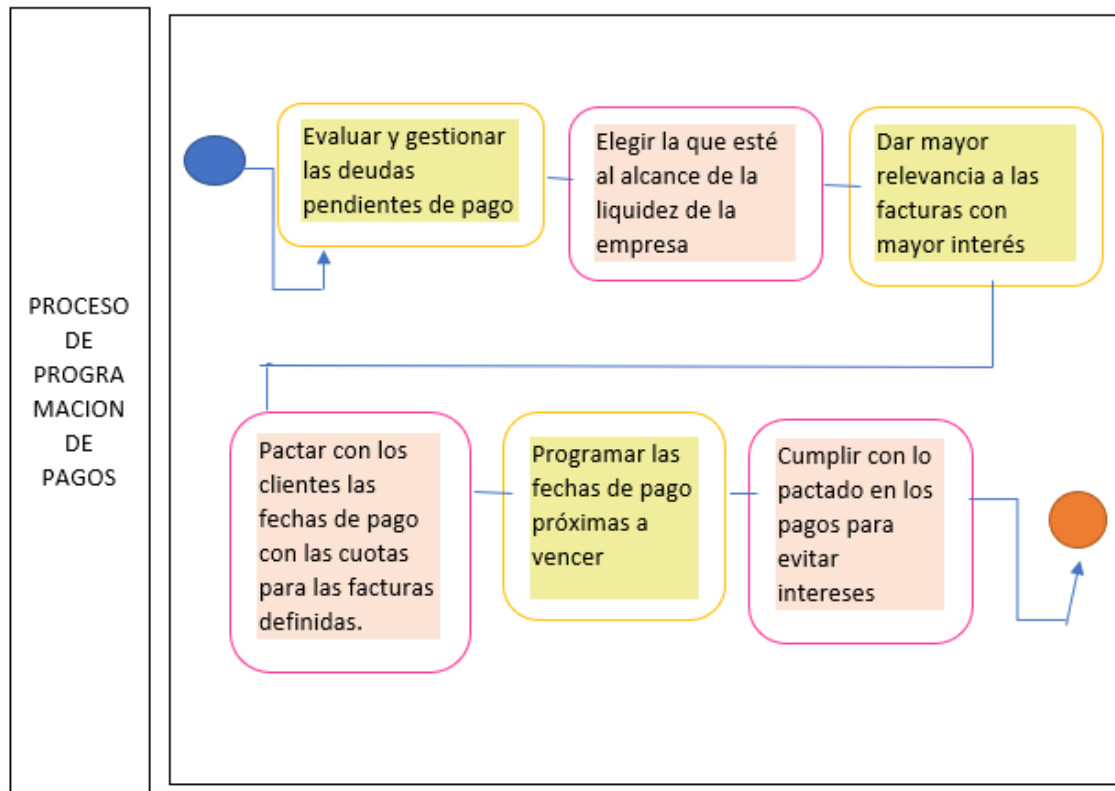 PROCESO
DE
PROGRA
MACION
DE
PAGOS
Evaluar y gestionar
las deudas
pendientes de pago
Elegir la que esté
al alcance de la
liquidez de la
empresa
Dar mayor
relevancia a las
facturas con
mayor interés
Pactar con los
clientes las
fechas de pago
con las cuotas
para las facturas
definidas.
Programar las
fechas de pago
próximas a
vencer
Cumplir con lo
pactado en los
pagos para
evitar
intereses